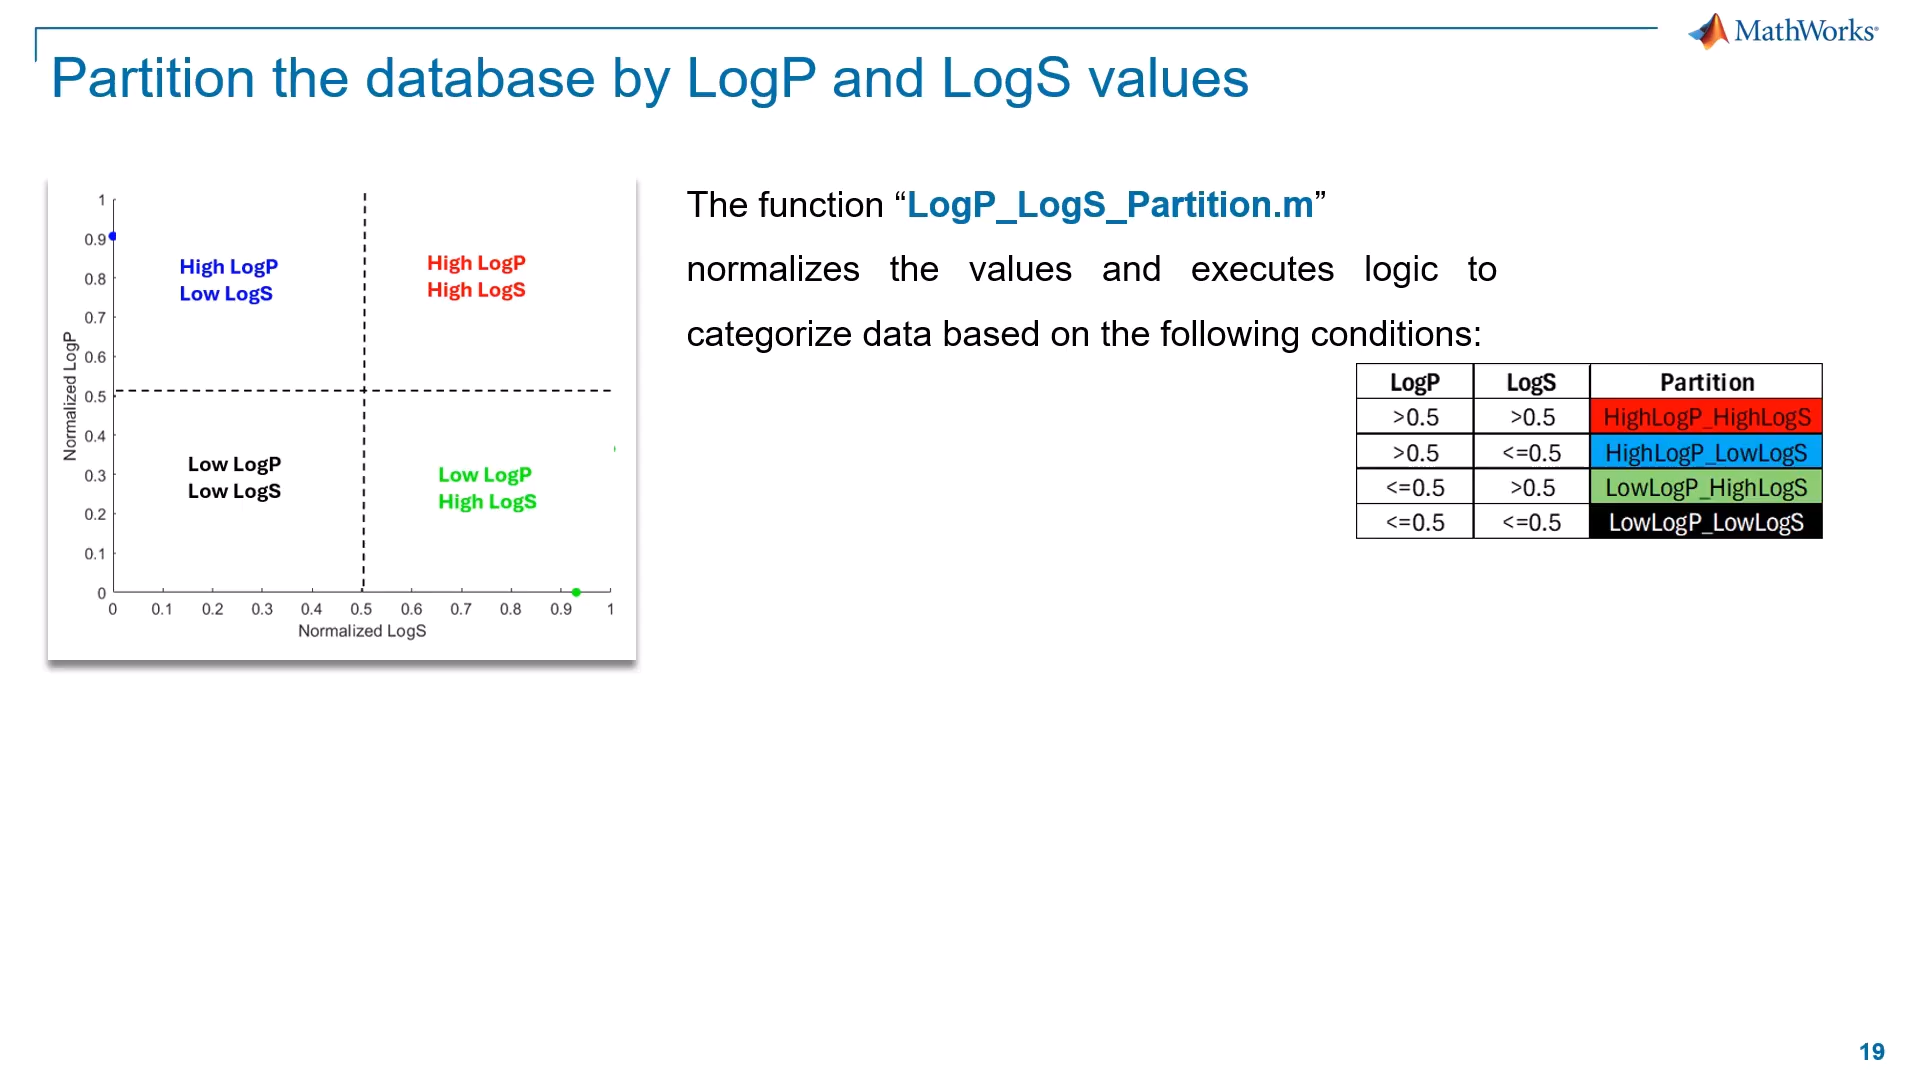 MathWorks®
Partition the database by LogP and LogS values
1
0.9
0.8
0.7
0.6
0.5
0.4
0.3
0.2
0.1
0
Normalized LogP
High LogP
Low LogS
High LogP
High LogS
Low LogP
Low LogS
Low LogP
High LogS
0 0.1 0.2 0.3 0.4 0.5 0.6 0.7 0.8 0.9 1
Normalized LogS
The function “LogP_LogS_Partition.m”
normalizes the values and executes logic to
categorize data based on the following conditions:
LogP LogS Partition
>0.5 >0.5 HighLogP_HighLogS
>0.5 <=0.5 HighLogP_LowLogS
<=0.5 >0.5 LowLogP_HighLogS
<=0.5 <=0.5 LowLogP_LowLogS
19